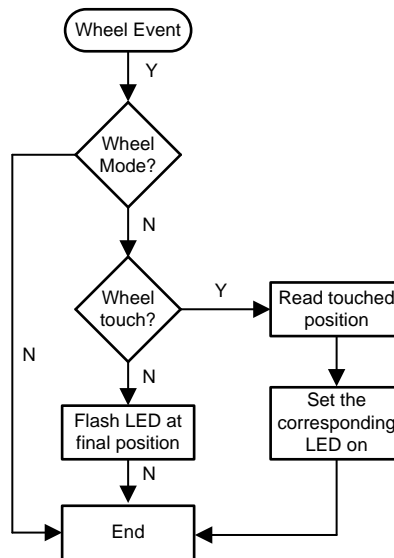 Wheel Event
Y
Wheel
Mode?
N
Wheel
touch?
Y
Read touched
position
N
N
Flash LED at
final position
Set the
corresponding
LED on
N
End